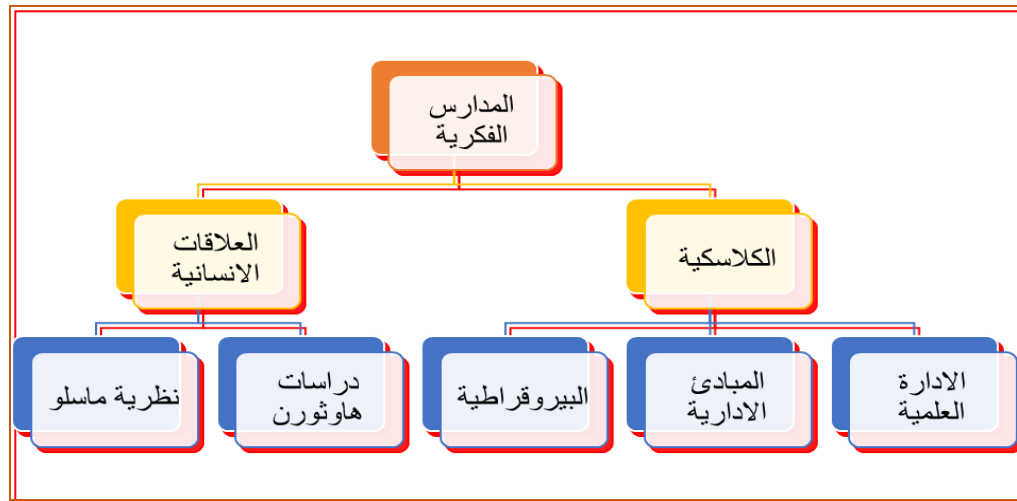 المدارس
الفكرية
الكلاسكية
العلاقات
الانسانية
الادارة
العلمية
المبادئ
الادارية
البيروقراطية
دراسات
هاوثورن
نظرية ماسلو